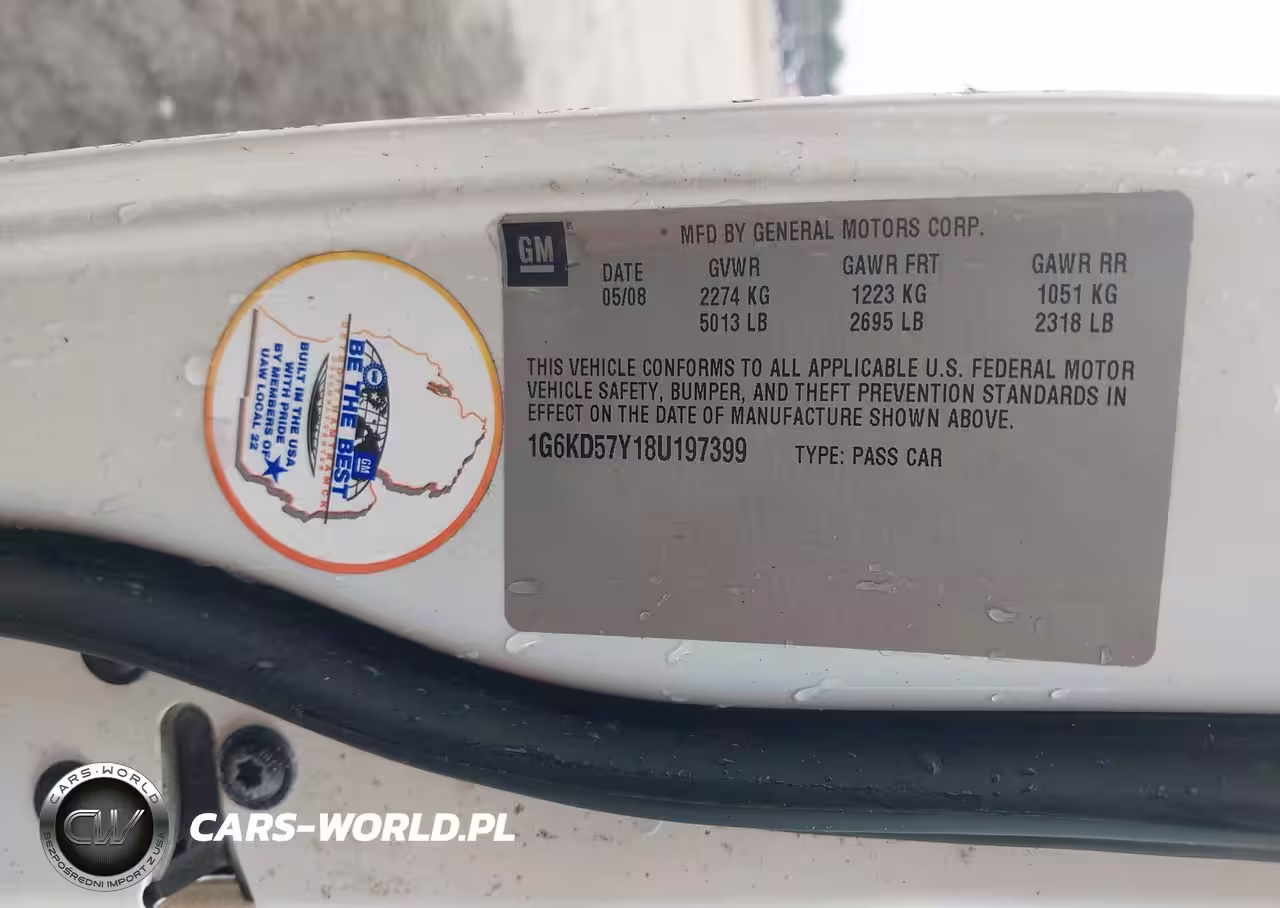 GM
MFD BY GENERAL MOTORS CORP.
DATE GVWR GAWR FRT GAWR RR
05/08 2274 KG 1223 KG 1051 KG
5013 LB 2695 LB 2318 LB
THIS VEHICLE CONFORMS TO ALL APPLICABLE U.S. FEDERAL MOTOR
VEHICLE SAFETY, BUMPER, AND THEFT PREVENTION STANDARDS IN
EFFECT ON THE DATE OF MANUFACTURE SHOWN ABOVE.
1G6KD57Y18U197399 TYPE: PASS CAR
BE THE BEST
GM
BUILT IN THE USA
WITH PRIDE
BY MEMBERS OF
UAW LOCAL 22
CARS-WORLD
CW
BEZPOŚREDNI IMPORT Z USA
CARS-WORLD.PL